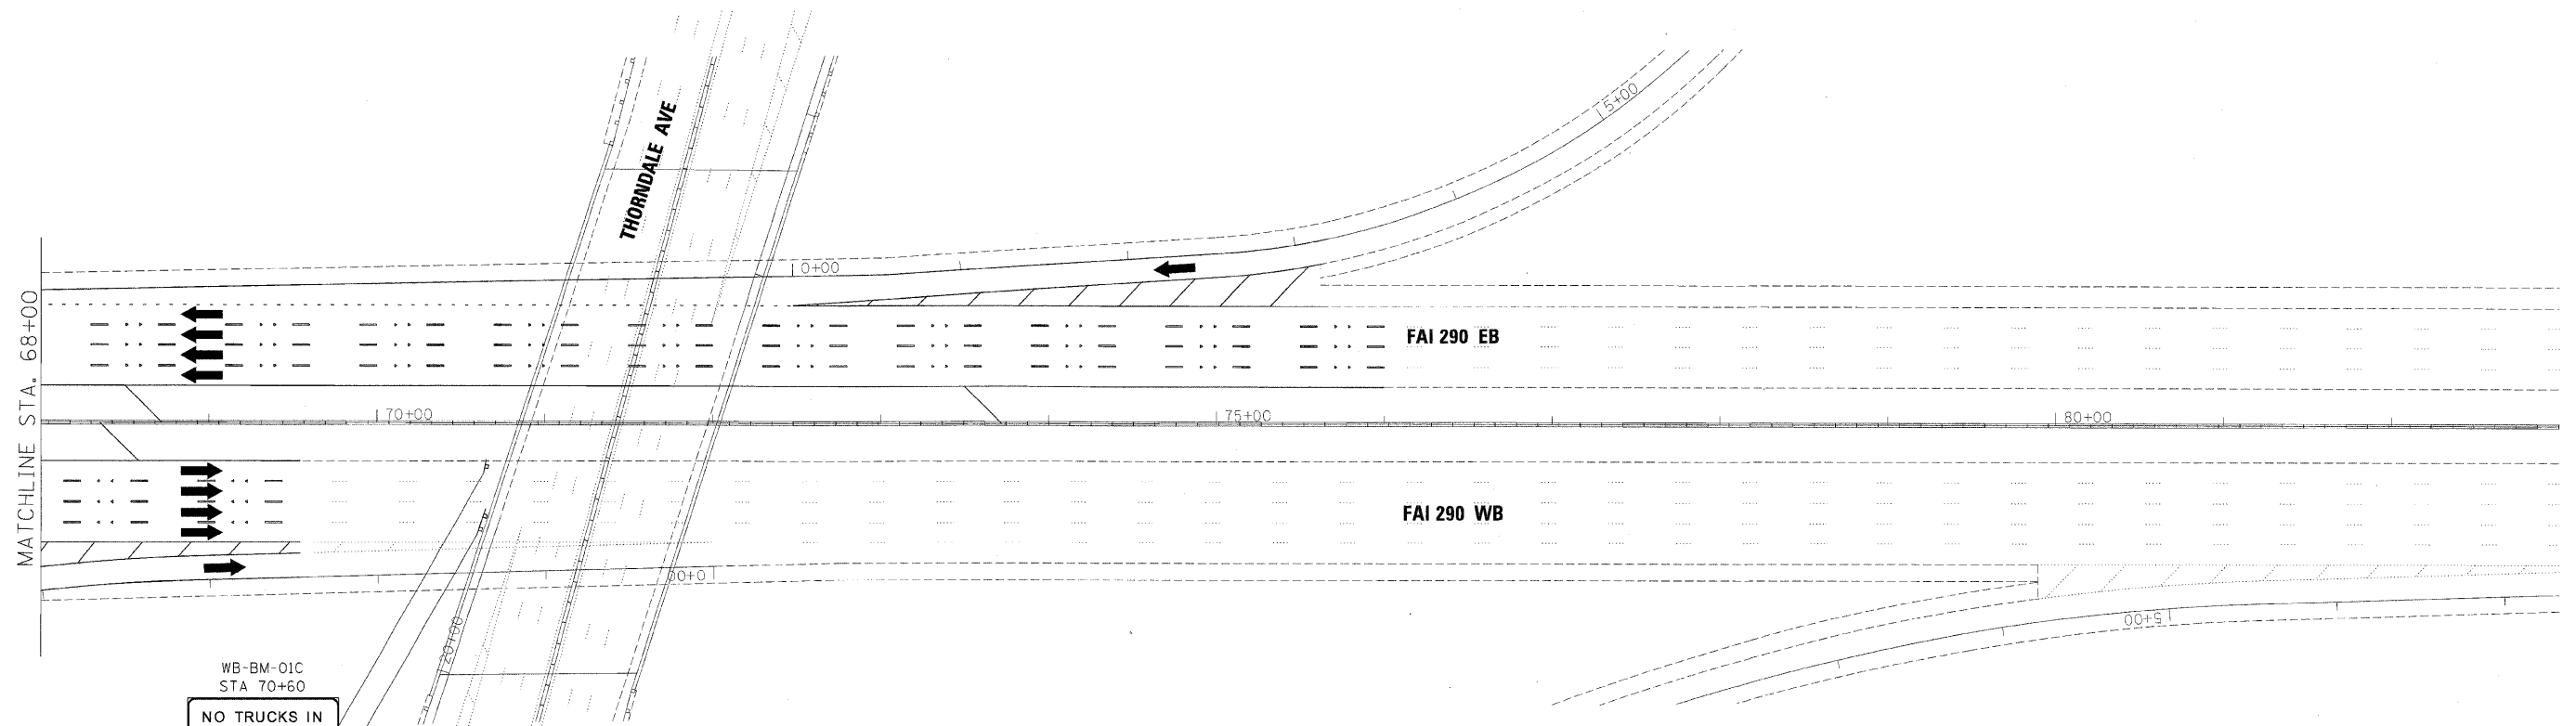 THORNDALE AVE
5+00
0+00
MATCHLINE STA. 68+00
FAI 290 EB
70+00
75+00
80+00
FAI 290 WB
0+00
5+00
20+00
WB-BM-01C
STA 70+60
NO TRUCKS IN